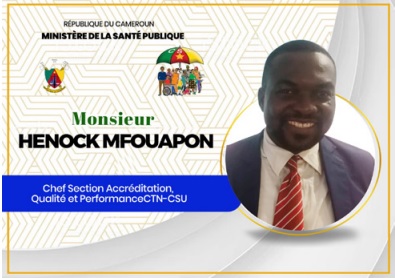 RÉPUBLIQUE DU CAMEROUN
MINISTÈRE DE LA SANTÉ PUBLIQUE
Monsieur
HENOCK MFOUAPON
Chef Section Accréditation,
Qualité et PerformanceCTN-CSU